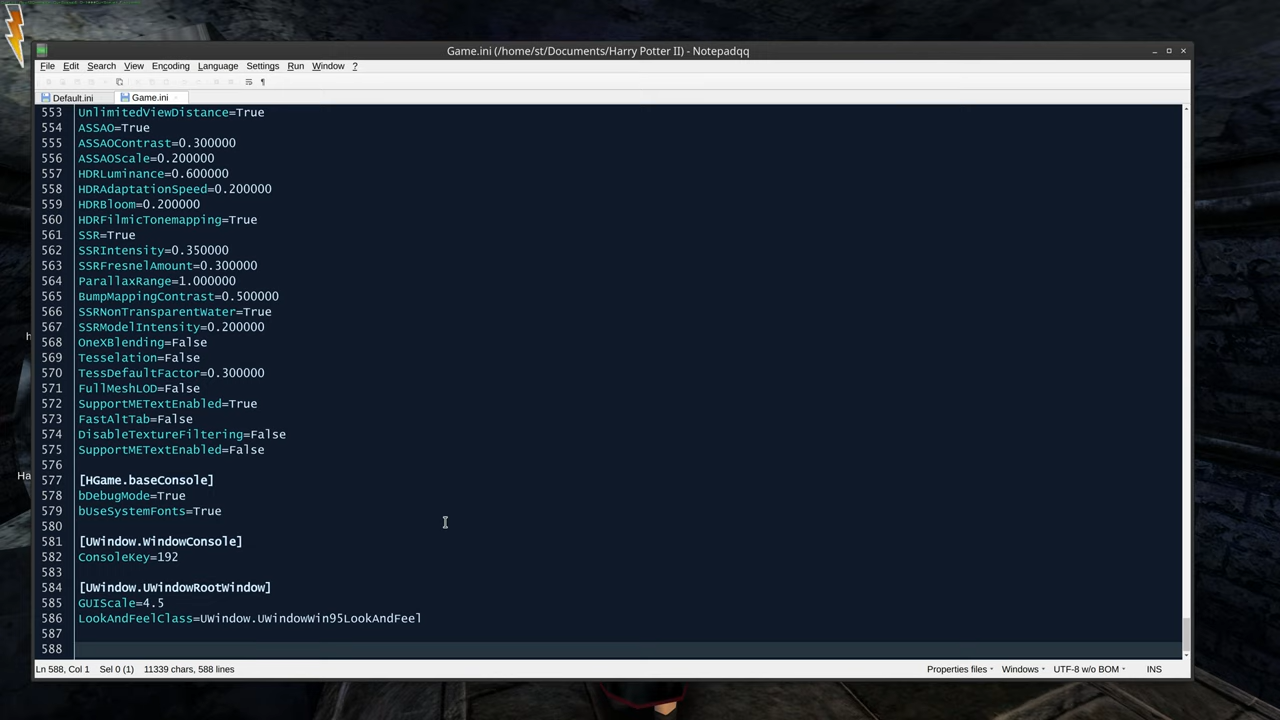 Game.ini (/home/st/Documents/Harry Potter II) - Notepadqq
File Edit Search View Encoding Language Settings Run Window ?
Default.ini Game.ini
553 UnlimitedViewDistance=True
554 ASSAO=True
555 ASSAOContrast=0.300000
556 ASSAOScale=0.200000
557 HDRLuminance=0.600000
558 HDRAdaptationSpeed=0.200000
559 HDRBloom=0.200000
560 HDRFilmicTonemapping=True
561 SSR=True
562 SSRIntensity=0.350000
563 SSRFresnelAmount=0.300000
564 ParallaxRange=1.000000
565 BumpMappingContrast=0.500000
566 SSRNonTransparentWater=True
567 SSRModelIntensity=0.200000
568 OneXBlending=False
569 Tesselation=False
570 TessDefaultFactor=0.300000
571 FullMeshLOD=False
572 SupportMETextEnabled=True
573 FastAltTab=False
574 DisableTextureFiltering=False
575 SupportMETextEnabled=False
576
577 [HGame.baseConsole]
578 bDebugMode=True
579 bUseSystemFonts=True
580
581 [UWindow.WindowConsole]
582 ConsoleKey=192
583
584 [UWindow.UWindowRootWindow]
585 GUIScale=4.5
586 LookAndFeelClass=UWindow.UWindowWin95LookAndFeel
587
588
Ln 588, Col 1 Sel 0 (1) 11339 chars, 588 lines Properties files Windows UTF-8 w/o BOM INS